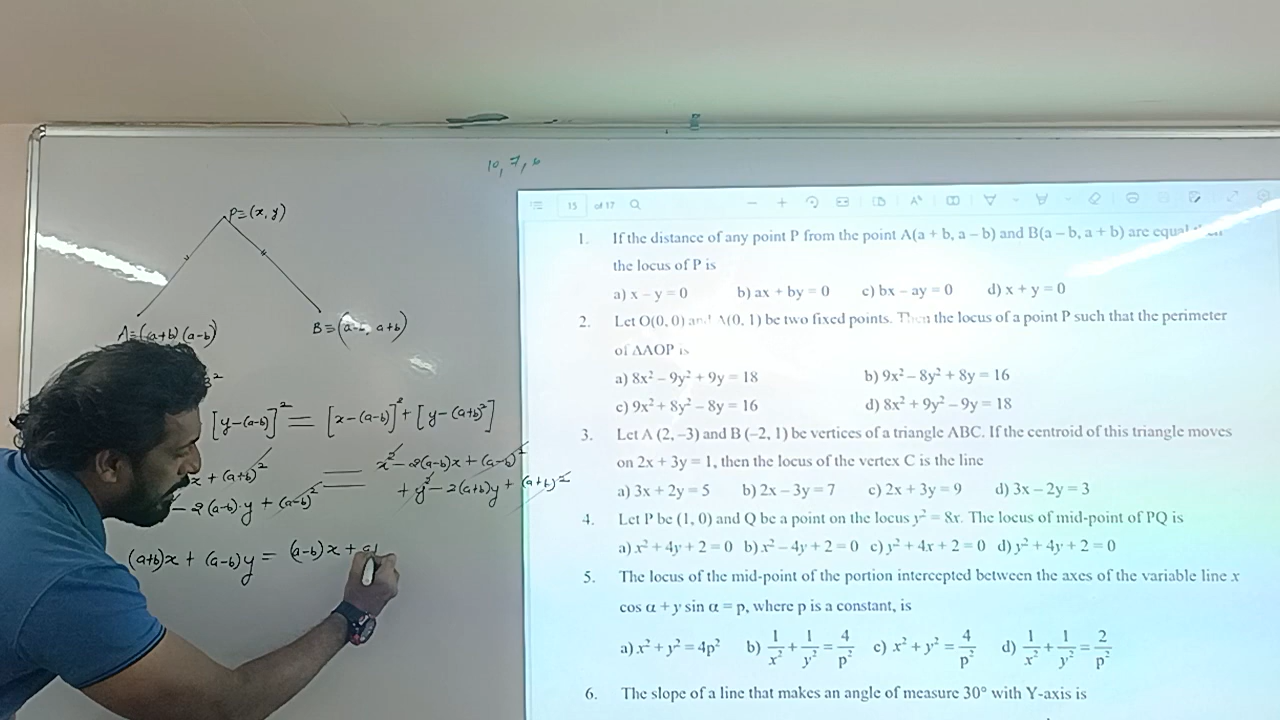 10, 7, 6
P≡(x, y)
A≡(a+b) (a-b)
B≡(a-b, a+b)
[y-(a-b)]² = [x-(a-b)]² + [y-(a+b)²]
x + (a+b)² = x² - 2(a-b)x + (a-b)²
- 2(a-b)·y + (a-b)² + y² - 2(a+b)y + (a+b)²
(a+b)x + (a-b)y = (a-b)x +
15 of 17
1. If the distance of any point P from the point A(a + b, a – b) and B(a – b, a + b) are equal
the locus of P is
a) x – y = 0 b) ax + by = 0 c) bx – ay = 0 d) x + y = 0
2. Let O(0, 0) and A(0, 1) be two fixed points. Then the locus of a point P such that the perimeter
of ΔAOP is
a) 8x² – 9y² + 9y = 18 b) 9x² – 8y² + 8y = 16
c) 9x² + 8y² – 8y = 16 d) 8x² + 9y² – 9y = 18
3. Let A (2, –3) and B (–2, 1) be vertices of a triangle ABC. If the centroid of this triangle moves
on 2x + 3y = 1, then the locus of the vertex C is the line
a) 3x + 2y = 5 b) 2x – 3y = 7 c) 2x + 3y = 9 d) 3x – 2y = 3
4. Let P be (1, 0) and Q be a point on the locus y² = 8x. The locus of mid-point of PQ is
a) x² + 4y + 2 = 0 b) x² – 4y + 2 = 0 c) y² + 4x + 2 = 0 d) y² + 4y + 2 = 0
5. The locus of the mid-point of the portion intercepted between the axes of the variable line x
cos α + y sin α = p, where p is a constant, is
a) x² + y² = 4p² b) 1/x² + 1/y² = 4/p² c) x² + y² = 4/p² d) 1/x² + 1/y² = 2/p²
6. The slope of a line that makes an angle of measure 30° with Y-axis is